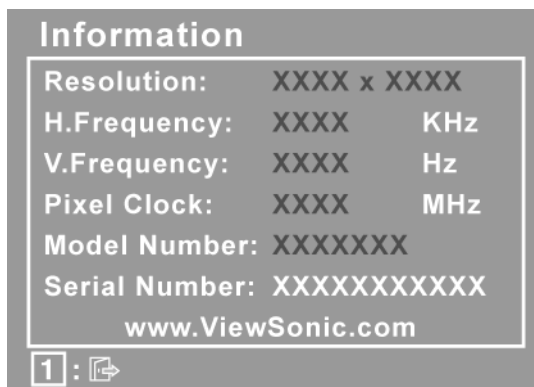 Information
Resolution: XXXX x XXXX
H.Frequency: XXXX KHz
V.Frequency: XXXX Hz
Pixel Clock: XXXX MHz
Model Number: XXXXXXX
Serial Number: XXXXXXXXXXX
www.ViewSonic.com
1 :